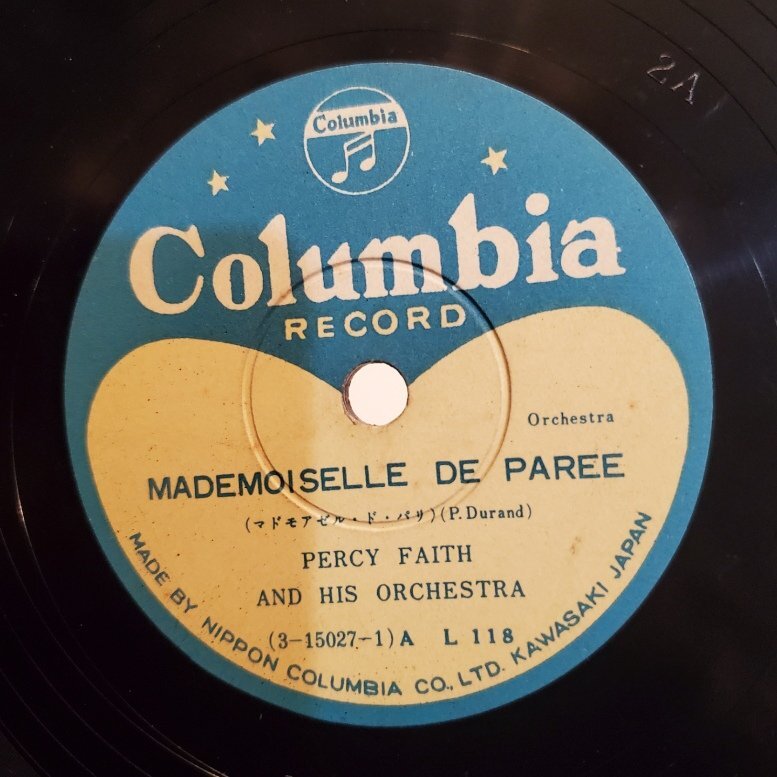 2A
Columbia
Columbia
RECORD
Orchestra
MADEMOISELLE DE PAREE
(マドモアゼル・ド・パリ)(P.Durand)
PERCY FAITH
AND HIS ORCHESTRA
(3-15027-1)A L 118
MADE BY NIPPON COLUMBIA CO., LTD. KAWASAKI JAPAN